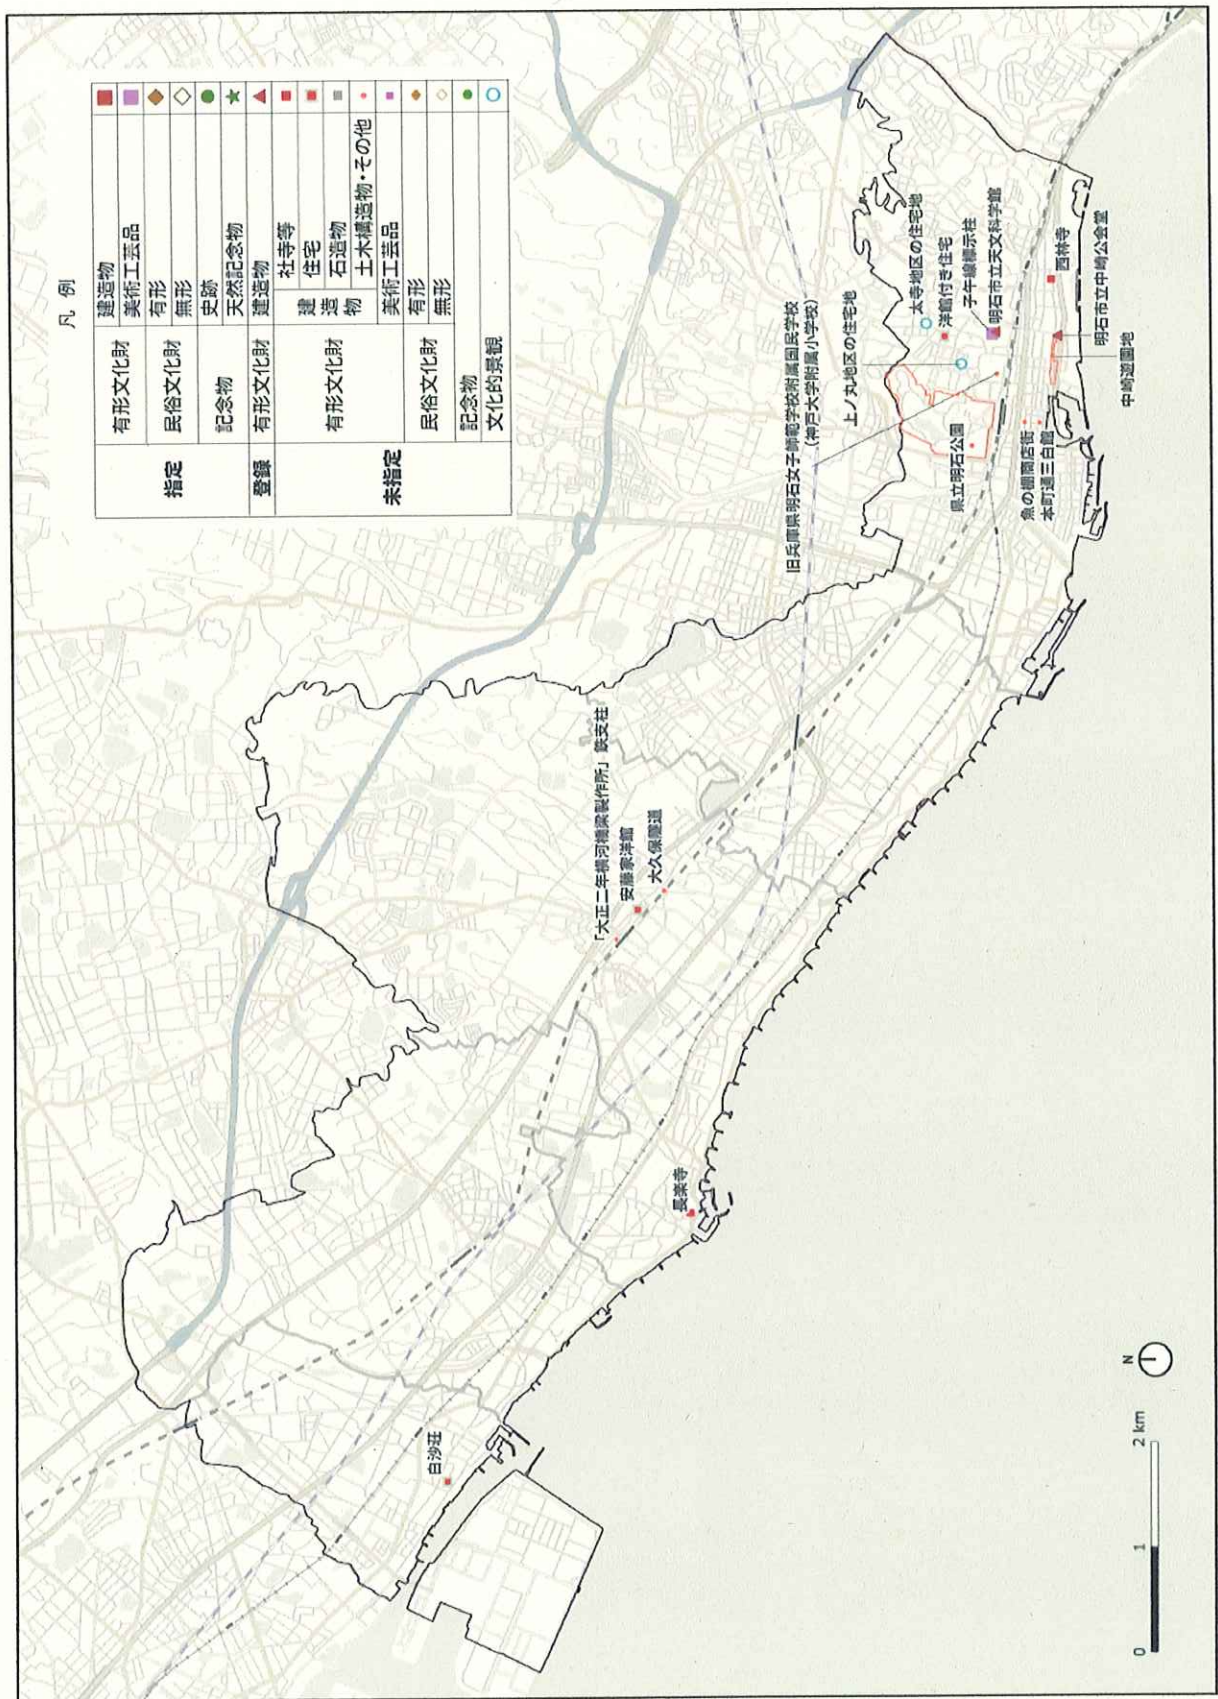 凡 例
指定
有形文化財
建造物
美術工芸品
民俗文化財
有形
無形
記念物
史跡
天然記念物
登録
有形文化財
建造物
未指定
有形文化財
建造物
社寺等
住宅
石造物
土木構造物・その他
美術工芸品
民俗文化財
有形
無形
記念物
文化的景観
「大正二年横河橋梁製作所」鉄支柱
安藤家洋館
大久保隧道
長楽寺
白沙荘
旧兵庫県明石女子師範学校附属国民学校
(神戸大学附属小学校)
上ノ丸地区の住宅地
太寺地区の住宅地
洋館付き住宅
子午線標示柱
明石市立天文科学館
県立明石公園
魚の棚商店街
本町通三白館
西林寺
明石市立中崎公会堂
中崎遊園地
0 1 2 km
N